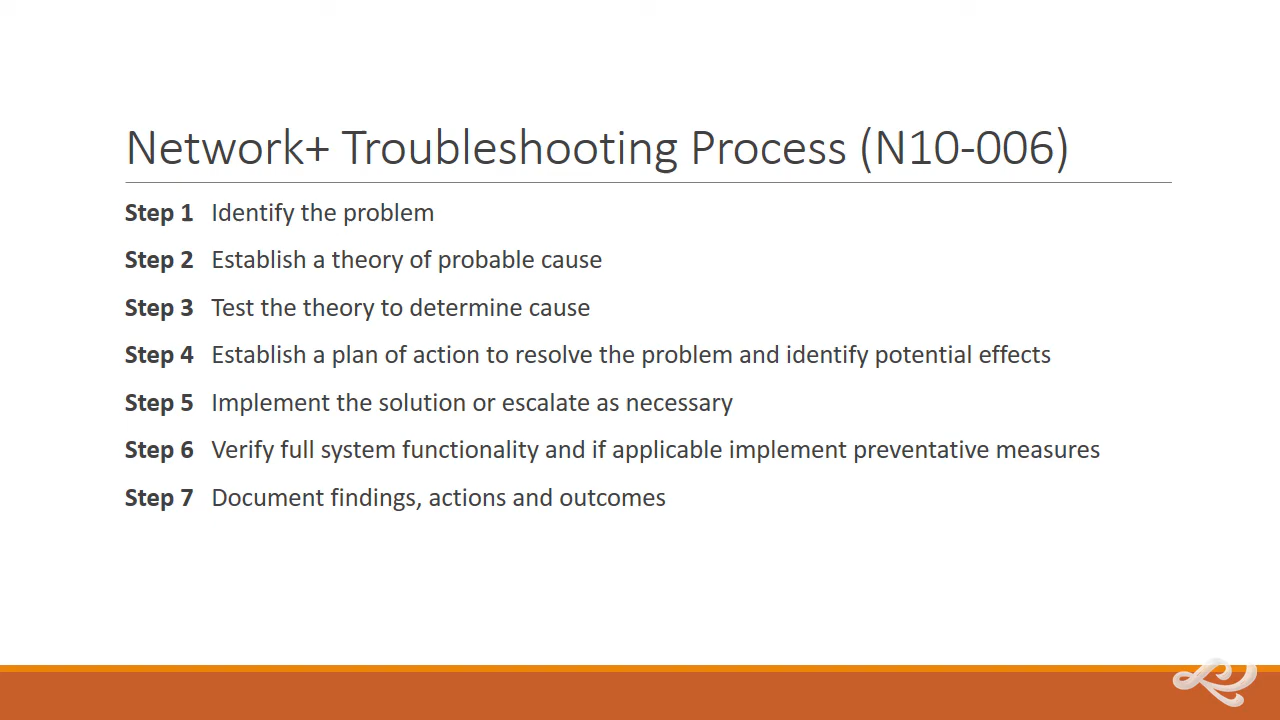 Network+ Troubleshooting Process (N10-006)
Step 1 Identify the problem
Step 2 Establish a theory of probable cause
Step 3 Test the theory to determine cause
Step 4 Establish a plan of action to resolve the problem and identify potential effects
Step 5 Implement the solution or escalate as necessary
Step 6 Verify full system functionality and if applicable implement preventative measures
Step 7 Document findings, actions and outcomes